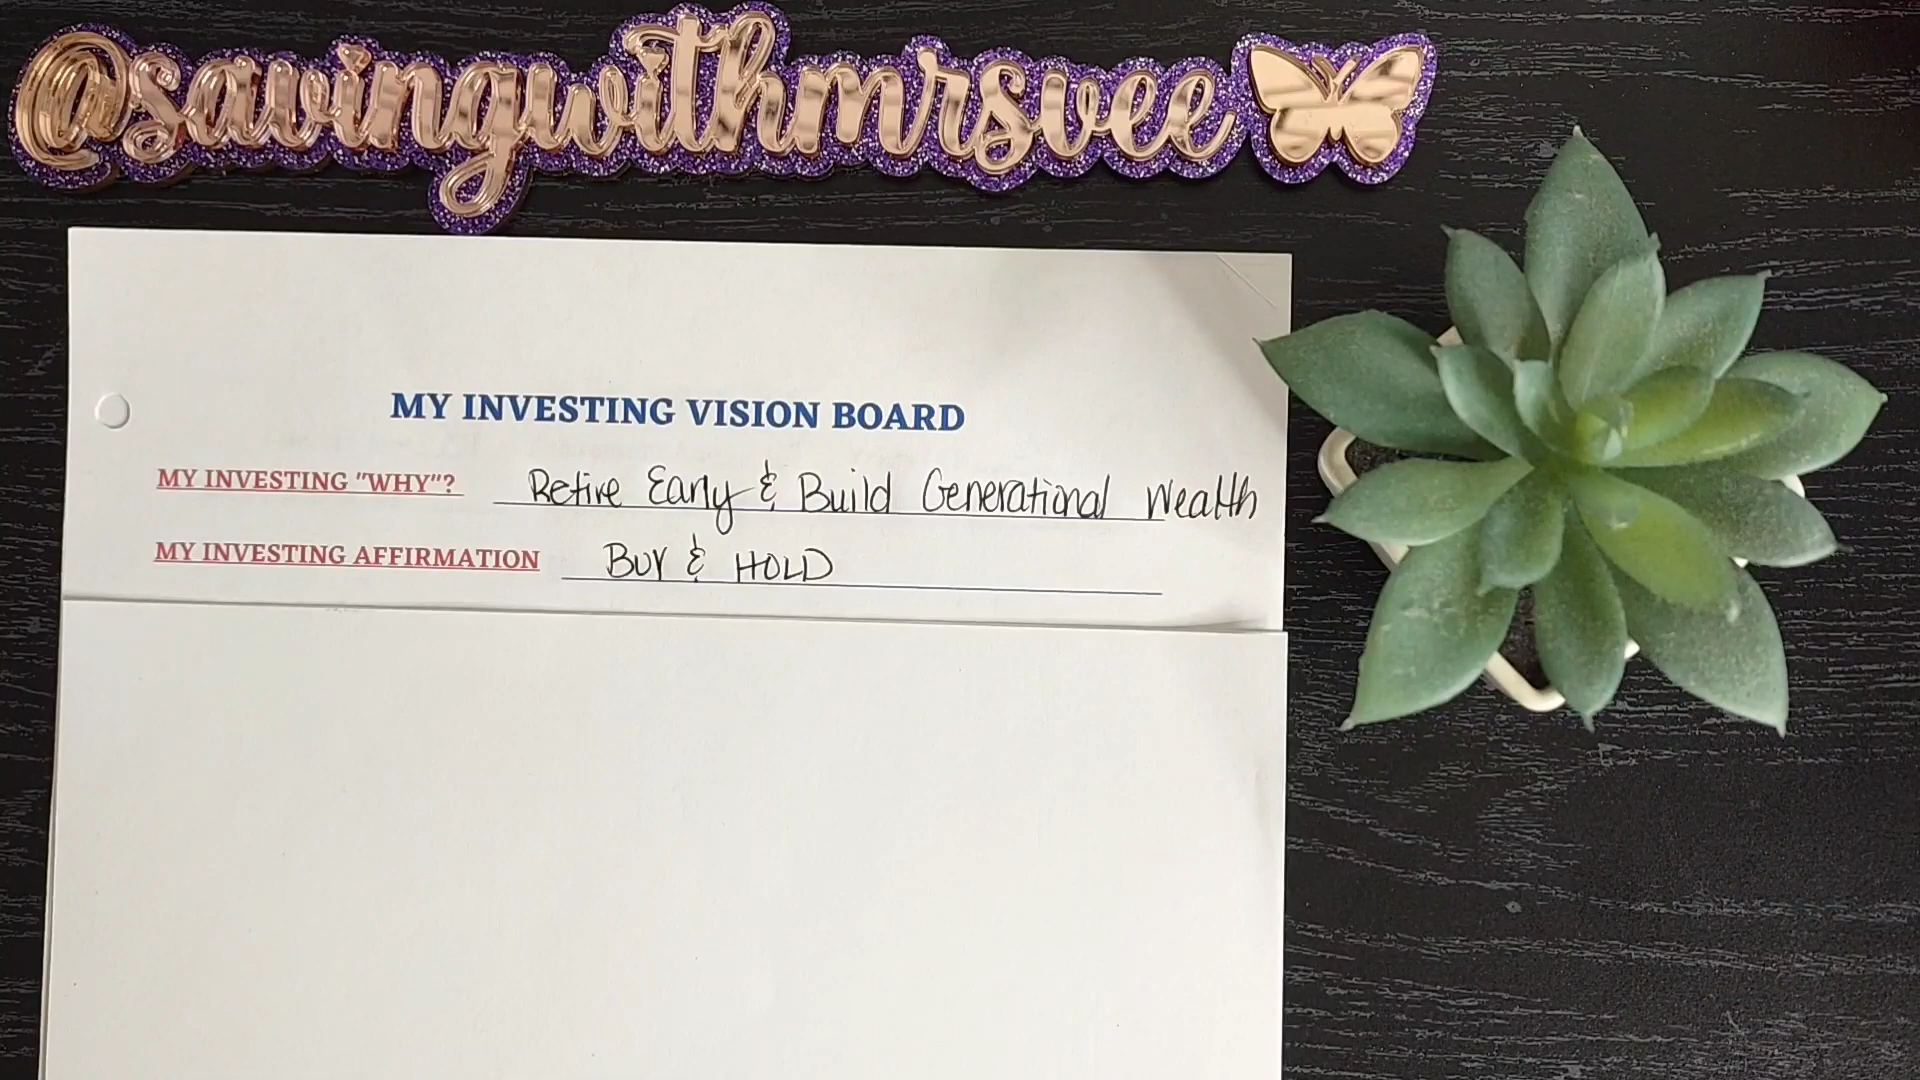 @savingwithmrsvee
MY INVESTING VISION BOARD
MY INVESTING "WHY"? Retire Early & Build Generational Wealth
MY INVESTING AFFIRMATION BUY & HOLD